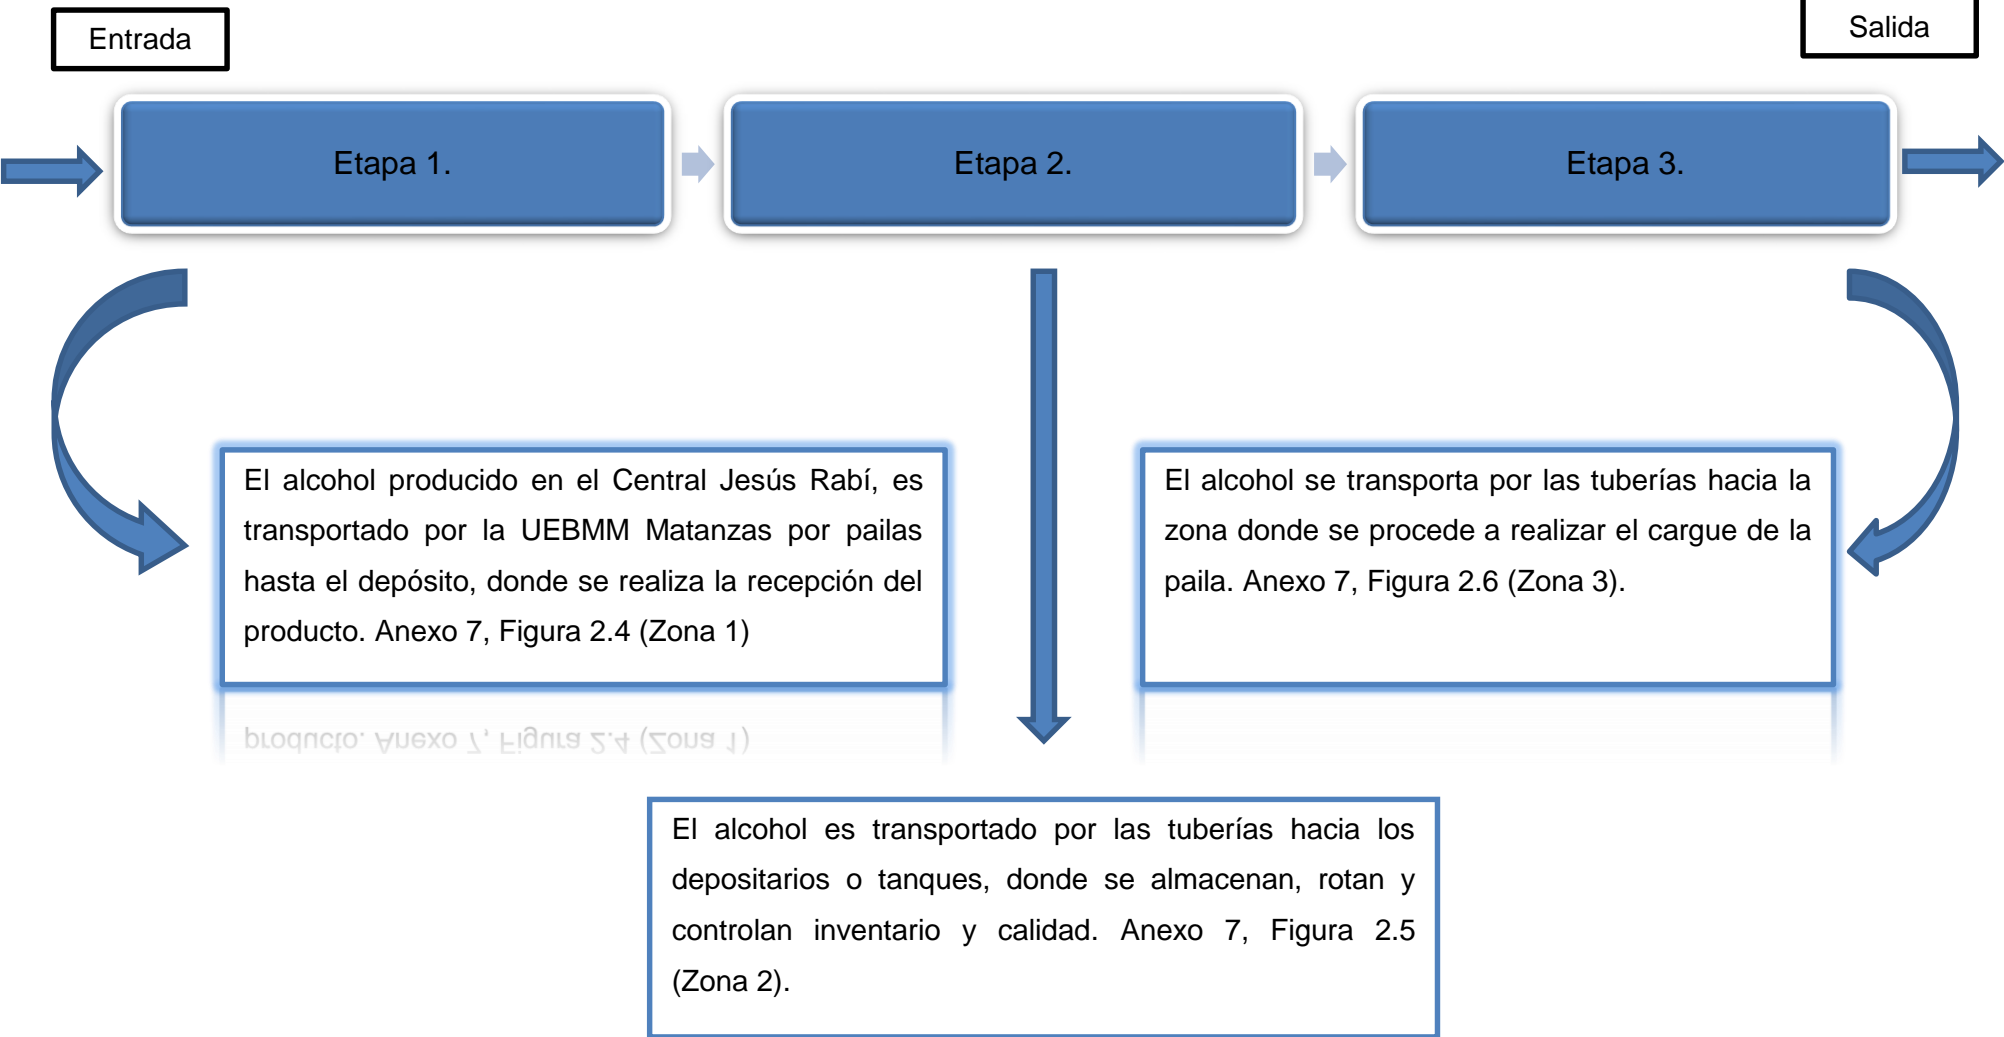 Entrada
Salida
Etapa 1.
Etapa 2.
Etapa 3.
El alcohol producido en el Central Jesús Rabí, es
transportado por la UEBMM Matanzas por pailas
hasta el depósito, donde se realiza la recepción del
producto. Anexo 7, Figura 2.4 (Zona 1)
El alcohol se transporta por las tuberías hacia la
zona donde se procede a realizar el cargue de la
paila. Anexo 7, Figura 2.6 (Zona 3).
El alcohol es transportado por las tuberías hacia los
depositarios o tanques, donde se almacenan, rotan y
controlan inventario y calidad. Anexo 7, Figura 2.5
(Zona 2).